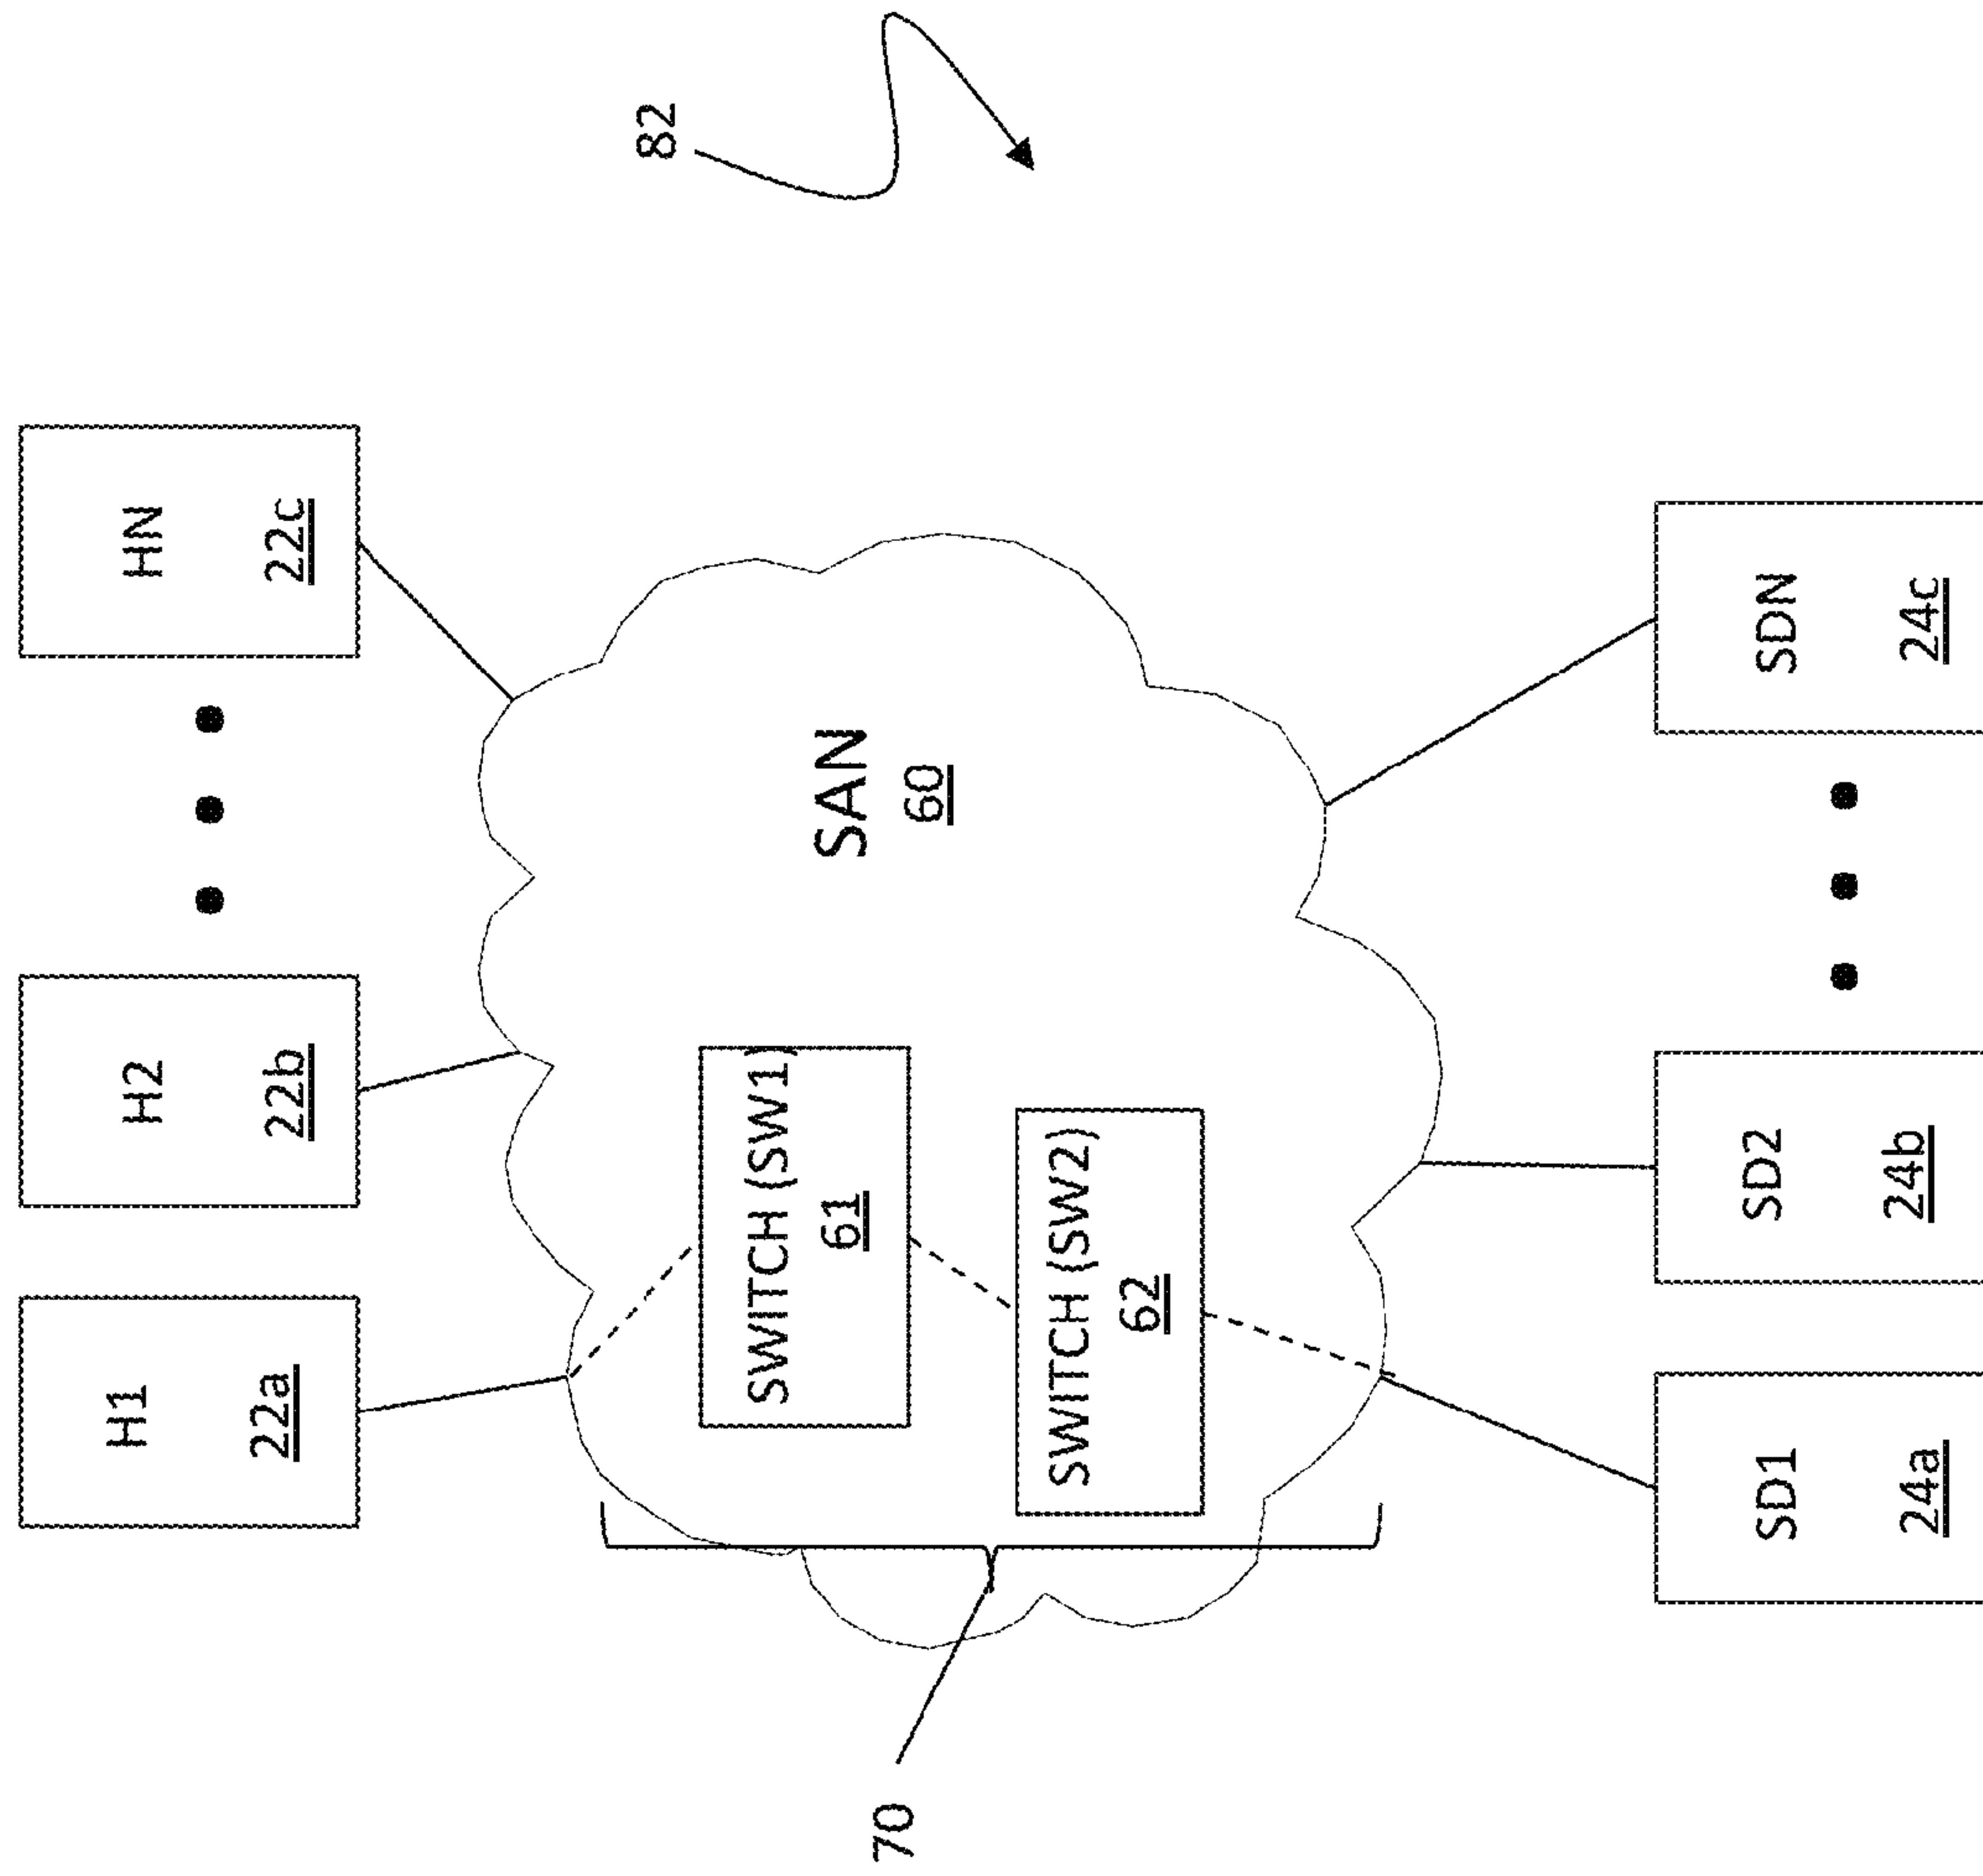 H1
22a
H2
22b
HN
22c
82
SAN
60
SWITCH (SW1)
61
SWITCH (SW2)
62
70
SD1
24a
SD2
24b
SDN
24c